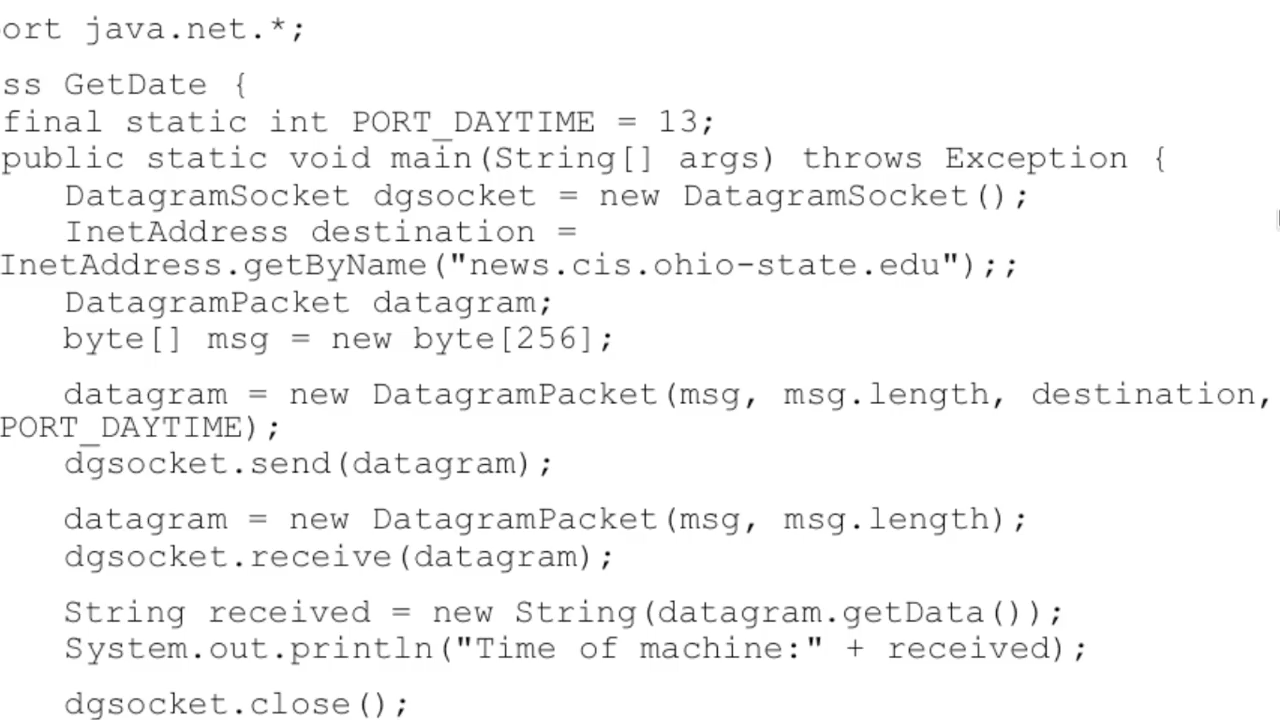 ort java.net.*;
ss GetDate {
final static int PORT_DAYTIME = 13;
public static void main(String[] args) throws Exception {
DatagramSocket dgsocket = new DatagramSocket();
InetAddress destination =
InetAddress.getByName("news.cis.ohio-state.edu");;
DatagramPacket datagram;
byte[] msg = new byte[256];
datagram = new DatagramPacket(msg, msg.length, destination,
PORT_DAYTIME);
dgsocket.send(datagram);
datagram = new DatagramPacket(msg, msg.length);
dgsocket.receive(datagram);
String received = new String(datagram.getData());
System.out.println("Time of machine:" + received);
dgsocket.close();